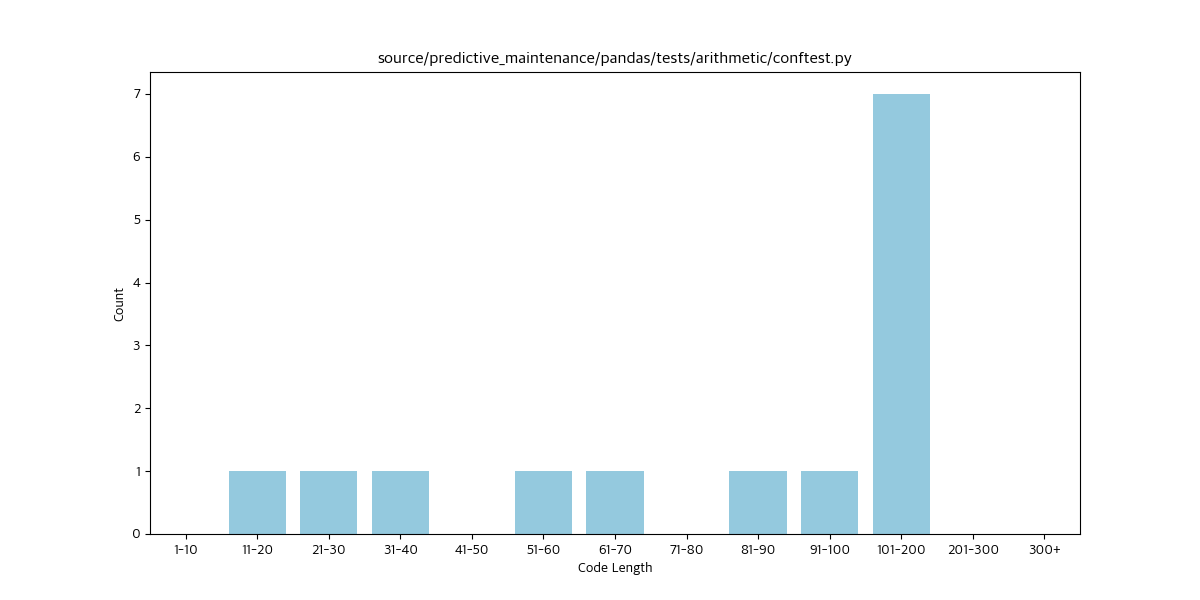 source/predictive_maintenance/pandas/tests/arithmetic/conftest.py
7
6
5
4
3
2
1
0
Count
1-10 11-20 21-30 31-40 41-50 51-60 61-70 71-80 81-90 91-100 101-200 201-300 300+
Code Length